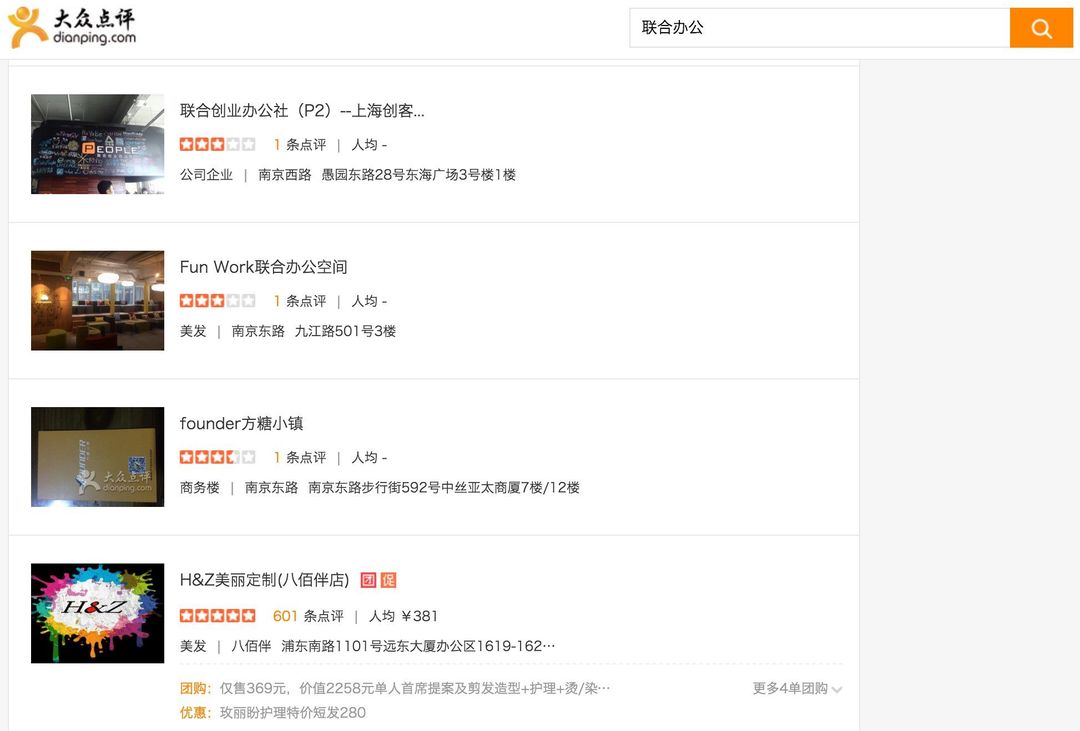 大众点评
dianping.com
联合办公
联合创业办公社（P2）--上海创客...
1 条点评 | 人均 -
公司企业 | 南京西路 愚园东路28号东海广场3号楼1楼
PEOPLE
Fun Work联合办公空间
1 条点评 | 人均 -
美发 | 南京东路 九江路501号3楼
founder方糖小镇
1 条点评 | 人均 -
商务楼 | 南京东路 南京东路步行街592号中丝亚太商厦7楼/12楼
大众点评
dianping.com
H&Z美丽定制(八佰伴店) 团 促
601 条点评 | 人均 ￥381
美发 | 八佰伴 浦东南路1101号远东大厦办公区1619-162…
H&Z
团购： 仅售369元，价值2258元单人首席提案及剪发造型+护理+烫/染… 更多4单团购
优惠： 玫丽盼护理特价短发280